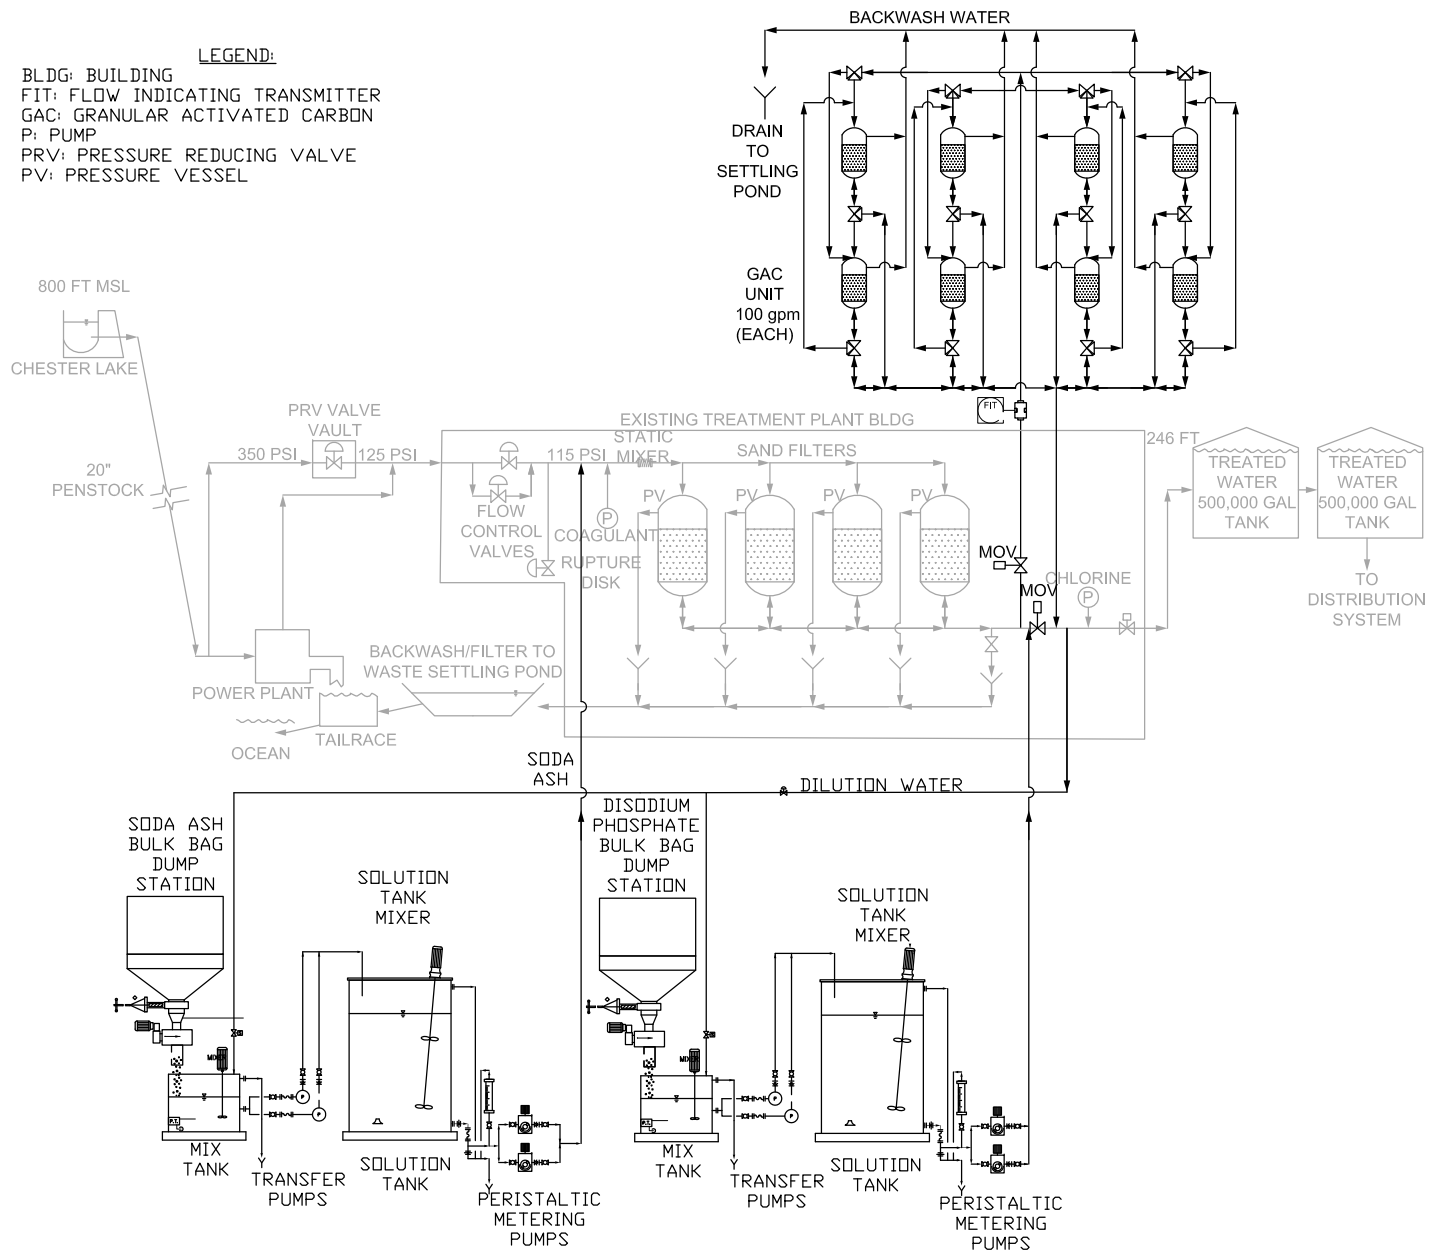 BACKWASH WATER
LEGEND:
BLDG: BUILDING
FIT: FLOW INDICATING TRANSMITTER
GAC: GRANULAR ACTIVATED CARBON
P: PUMP
PRV: PRESSURE REDUCING VALVE
PV: PRESSURE VESSEL
DRAIN
TO
SETTLING
POND
GAC
UNIT
100 gpm
(EACH)
800 FT MSL
CHESTER LAKE
20"
PENSTOCK
PRV VALVE
VAULT
350 PSI
125 PSI
FIT
EXISTING TREATMENT PLANT BLDG
STATIC
MIXER
115 PSI
SAND FILTERS
246 FT
TREATED
WATER
500,000 GAL
TANK
TREATED
WATER
500,000 GAL
TANK
PV
PV
PV
PV
FLOW
CONTROL
VALVES
P
COAGULANT
RUPTURE
DISK
MOV
CHLORINE
P
MOV
TO
DISTRIBUTION
SYSTEM
BACKWASH/FILTER TO
WASTE SETTLING POND
POWER PLANT
TAILRACE
OCEAN
SODA
ASH
DILUTION WATER
SODA ASH
BULK BAG
DUMP
STATION
SOLUTION
TANK
MIXER
DISODIUM
PHOSPHATE
BULK BAG
DUMP
STATION
SOLUTION
TANK
MIXER
MIXER
P.T.
P
P
MIXER
P.T.
P
P
MIX
TANK
TRANSFER
PUMPS
SOLUTION
TANK
PERISTALTIC
METERING
PUMPS
MIX
TANK
TRANSFER
PUMPS
SOLUTION
TANK
PERISTALTIC
METERING
PUMPS